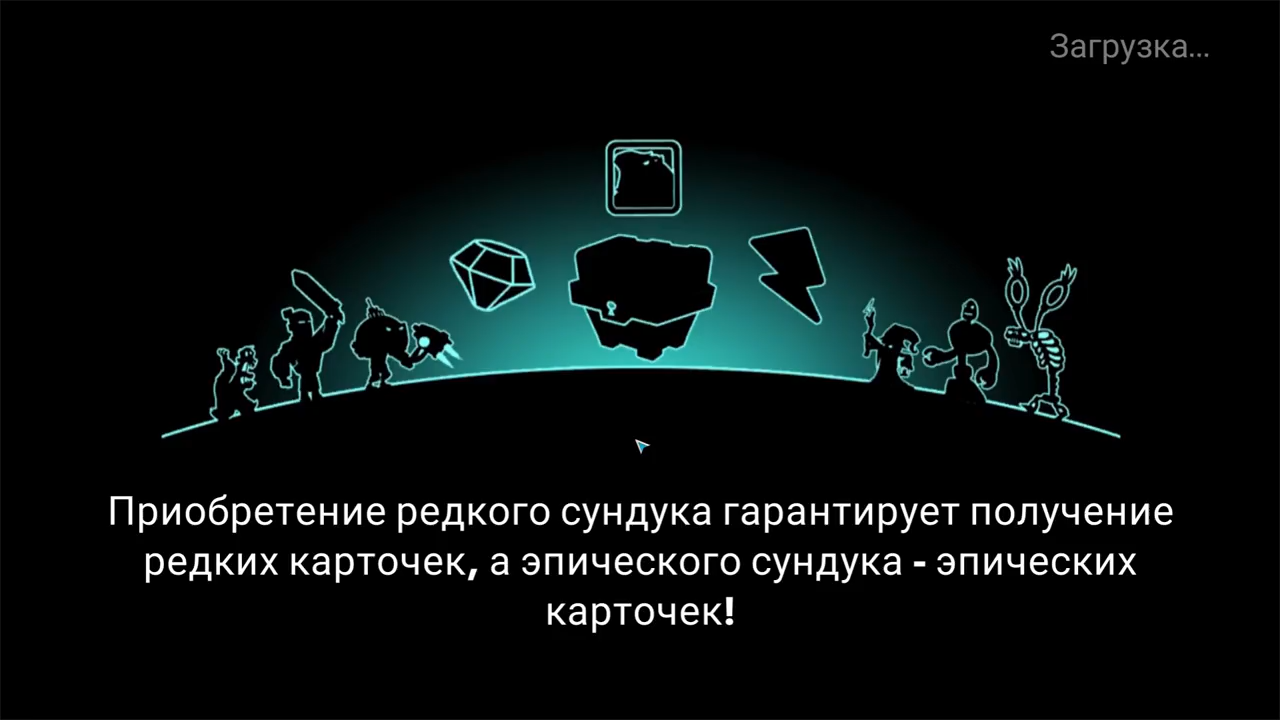 Загрузка...
Приобретение редкого сундука гарантирует получение
редких карточек, а эпического сундука - эпических
карточек!